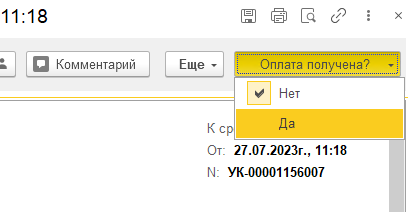 11:18
Комментарий
Еще
Оплата получена?
Нет
Да
К ср
От: 27.07.2023г., 11:18
N: УК-00001156007